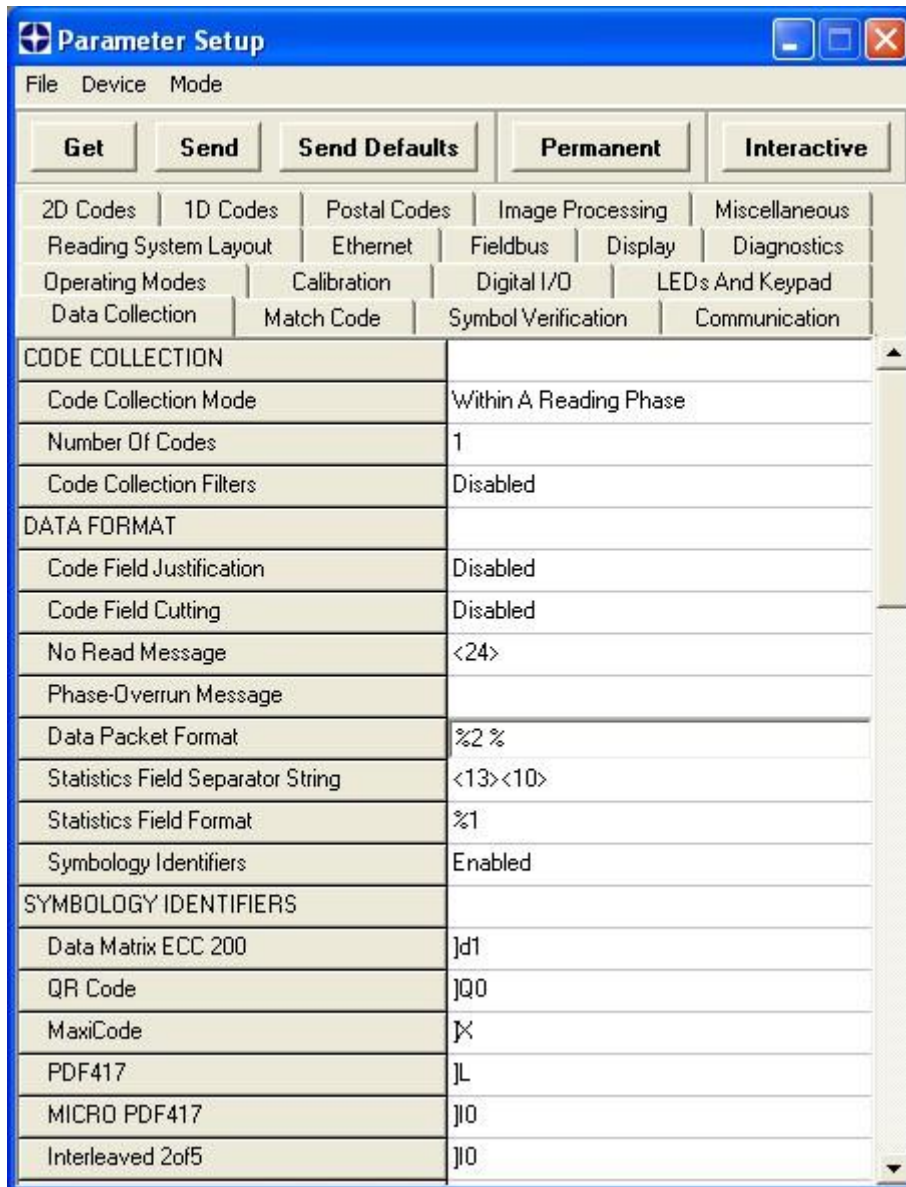 Parameter Setup
File Device Mode
Get Send Send Defaults Permanent Interactive
2D Codes 1D Codes Postal Codes Image Processing Miscellaneous
Reading System Layout Ethernet Fieldbus Display Diagnostics
Operating Modes Calibration Digital I/O LEDs And Keypad
Data Collection Match Code Symbol Verification Communication
CODE COLLECTION
Code Collection Mode Within A Reading Phase
Number Of Codes 1
Code Collection Filters Disabled
DATA FORMAT
Code Field Justification Disabled
Code Field Cutting Disabled
No Read Message <24>
Phase-Overrun Message
Data Packet Format %2 %
Statistics Field Separator String <13><10>
Statistics Field Format %1
Symbology Identifiers Enabled
SYMBOLOGY IDENTIFIERS
Data Matrix ECC 200 ]d1
QR Code ]Q0
MaxiCode ]X
PDF417 ]L
MICRO PDF417 ]I0
Interleaved 2of5 ]I0